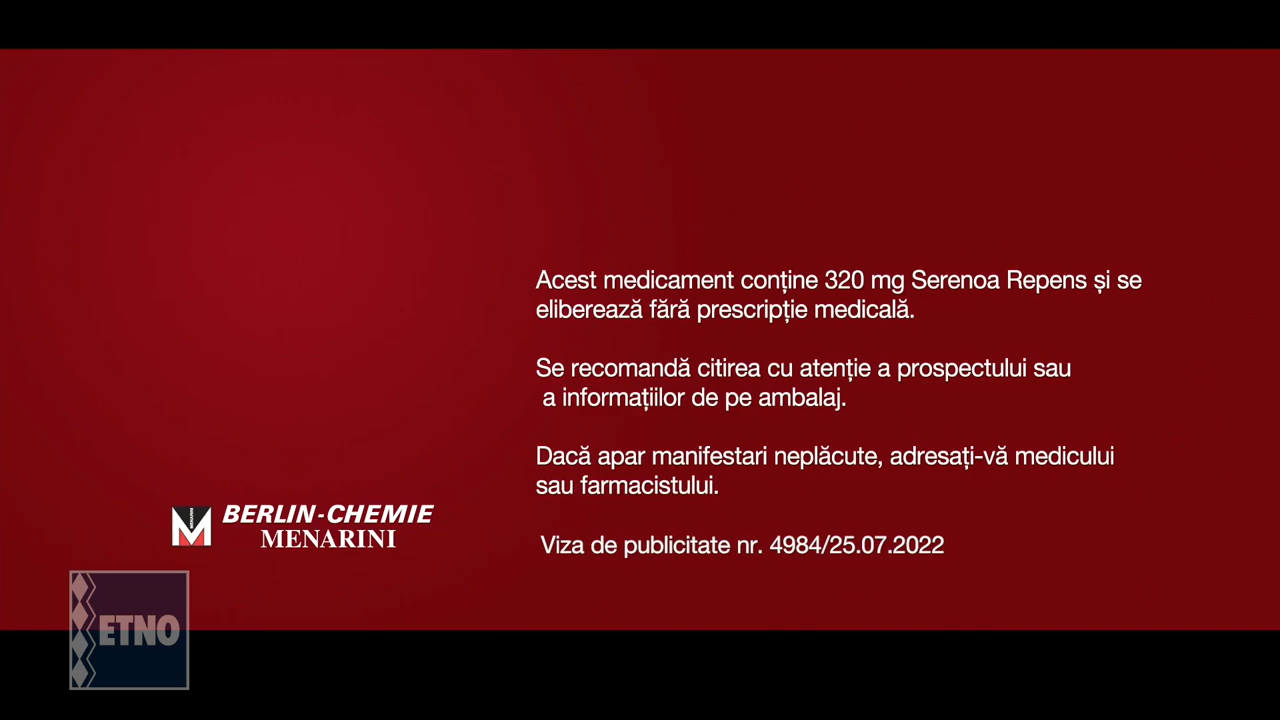 Acest medicament conține 320 mg Serenoa Repens și se
eliberează fără prescripție medicală.
Se recomandă citirea cu atenție a prospectului sau
a informațiilor de pe ambalaj.
Dacă apar manifestari neplăcute, adresați-vă medicului
sau farmacistului.
Viza de publicitate nr. 4984/25.07.2022
MENARINI
BERLIN-CHEMIE
MENARINI
ETNO